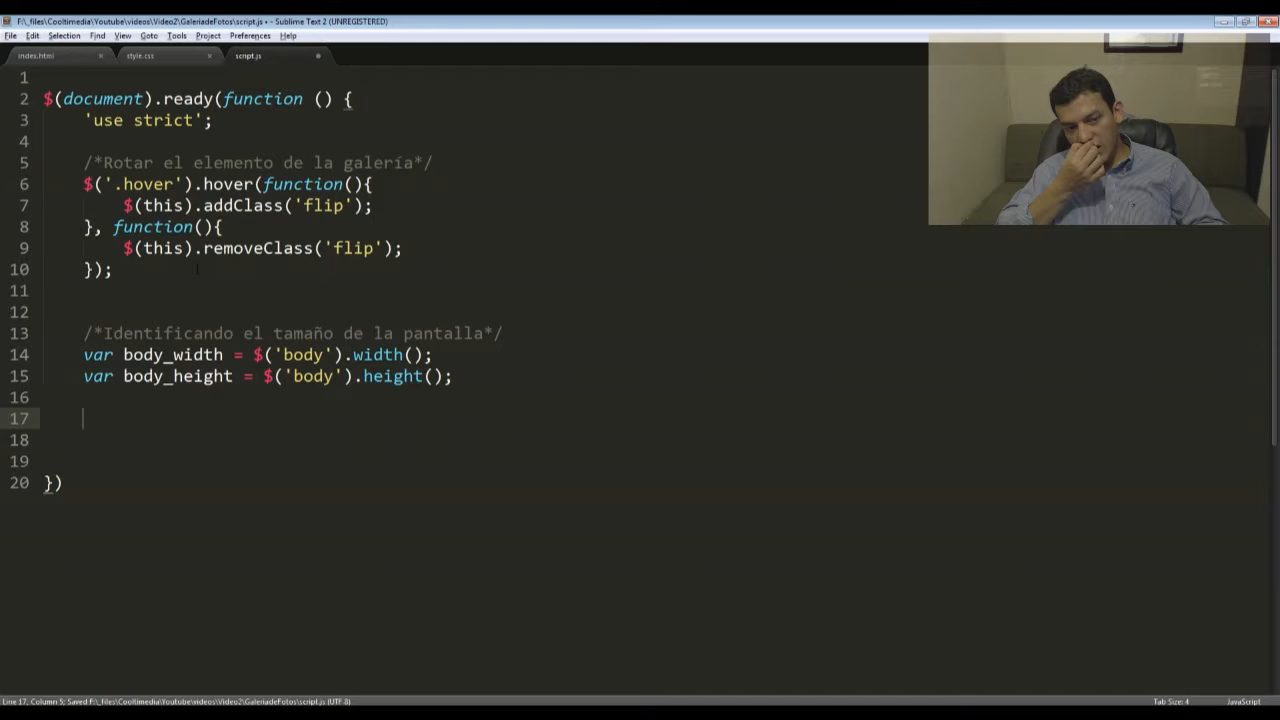 F:\_files\Cooltimedia\Youtube\videos\Video2\GaleriadeFotos\script.js • - Sublime Text 2 (UNREGISTERED)
File Edit Selection Find View Goto Tools Project Preferences Help
index.html style.css script.js
1
2 $(document).ready(function () {
3 'use strict';
4
5 /*Rotar el elemento de la galería*/
6 $('.hover').hover(function(){
7 $(this).addClass('flip');
8 }, function(){
9 $(this).removeClass('flip');
10 });
11
12
13 /*Identificando el tamaño de la pantalla*/
14 var body_width = $('body').width();
15 var body_height = $('body').height();
16
17
18
19
20 })
Line 17, Column 5; Saved F:\_files\Cooltimedia\Youtube\videos\Video2\GaleriadeFotos\script.js (UTF-8) Tab Size: 4 JavaScript